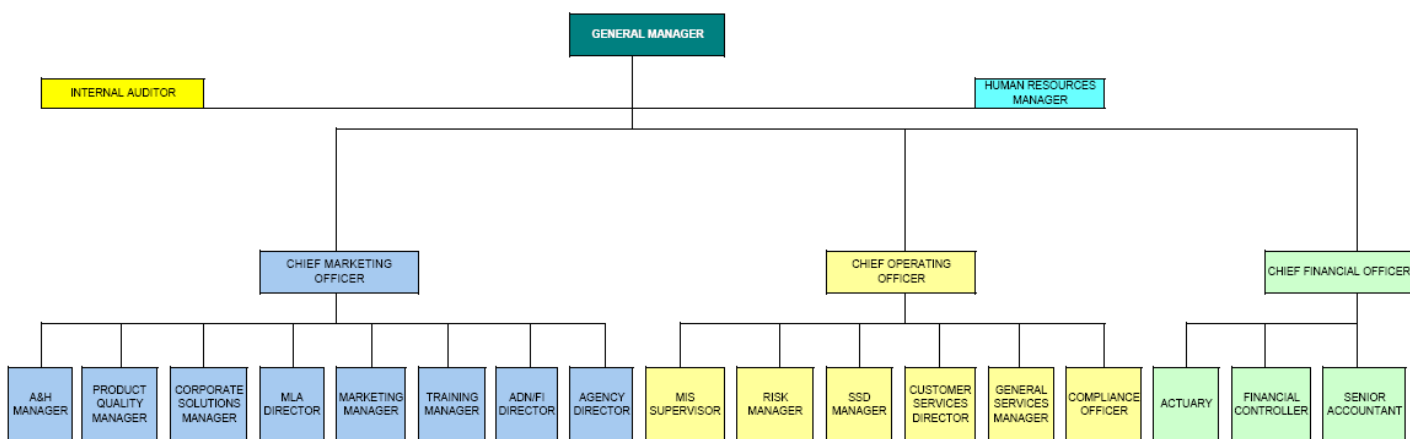 GENERAL MANAGER
INTERNAL AUDITOR
HUMAN RESOURCES
MANAGER
CHIEF MARKETING
OFFICER
CHIEF OPERATING
OFFICER
CHIEF FINANCIAL OFFICER
A&H
MANAGER
PRODUCT
QUALITY
MANAGER
CORPORATE
SOLUTIONS
MANAGER
MLA
DIRECTOR
MARKETING
MANAGER
TRAINING
MANAGER
ADN/FI
DIRECTOR
AGENCY
DIRECTOR
MIS
SUPERVISOR
RISK
MANAGER
SSD
MANAGER
CUSTOMER
SERVICES
DIRECTOR
GENERAL
SERVICES
MANAGER
COMPLIANCE
OFFICER
ACTUARY
FINANCIAL
CONTROLLER
SENIOR
ACCOUNTANT